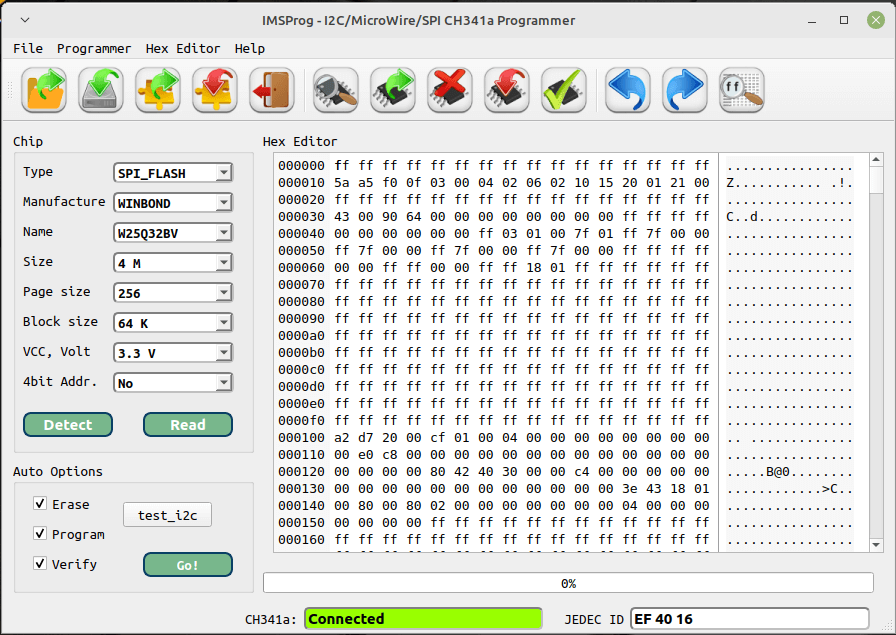 IMSProg - I2C/MicroWire/SPI CH341a Programmer
File Programmer Hex Editor Help
ff
Chip
Type SPI_FLASH
Manufacture WINBOND
Name W25Q32BV
Size 4 M
Page size 256
Block size 64 K
VCC, Volt 3.3 V
4bit Addr. No
Detect Read
Auto Options
Erase
test_i2c
Program
Verify
Go!
Hex Editor
000000 ff ff ff ff ff ff ff ff ff ff ff ff ff ff ff ff ................
000010 5a a5 f0 0f 03 00 04 02 06 02 10 15 20 01 21 00 Z........... .!.
000020 ff ff ff ff ff ff ff ff ff ff ff ff ff ff ff ff ................
000030 43 00 90 64 00 00 00 00 00 00 00 00 ff ff ff ff C..d............
000040 00 00 00 00 00 00 ff 03 01 00 7f 01 ff 7f 00 00 ................
000050 ff 7f 00 00 ff 7f 00 00 ff 7f 00 00 ff ff ff ff ................
000060 00 00 ff ff 00 00 ff ff 18 01 ff ff ff ff ff ff ................
000070 ff ff ff ff ff ff ff ff ff ff ff ff ff ff ff ff ................
000080 ff ff ff ff ff ff ff ff ff ff ff ff ff ff ff ff ................
000090 ff ff ff ff ff ff ff ff ff ff ff ff ff ff ff ff ................
0000a0 ff ff ff ff ff ff ff ff ff ff ff ff ff ff ff ff ................
0000b0 ff ff ff ff ff ff ff ff ff ff ff ff ff ff ff ff ................
0000c0 ff ff ff ff ff ff ff ff ff ff ff ff ff ff ff ff ................
0000d0 ff ff ff ff ff ff ff ff ff ff ff ff ff ff ff ff ................
0000e0 ff ff ff ff ff ff ff ff ff ff ff ff ff ff ff ff ................
0000f0 ff ff ff ff ff ff ff ff ff ff ff ff ff ff ff ff ................
000100 a2 d7 20 00 cf 01 00 04 00 00 00 00 00 00 00 00 .. .............
000110 00 e0 c8 00 00 00 00 00 00 00 00 00 00 00 00 00 ................
000120 00 00 00 00 80 42 40 30 00 00 c4 00 00 00 00 00 .....B@0........
000130 00 00 00 00 00 00 00 00 00 00 00 00 3e 43 18 01 ............>C..
000140 00 80 00 80 02 00 00 00 00 00 00 00 04 00 00 00 ................
000150 00 00 00 00 ff ff ff ff ff ff ff ff ff ff ff ff ................
000160 ff ff ff ff ff ff ff ff ff ff ff ff ff ff ff ff ................
0%
CH341a: Connected JEDEC ID EF 40 16